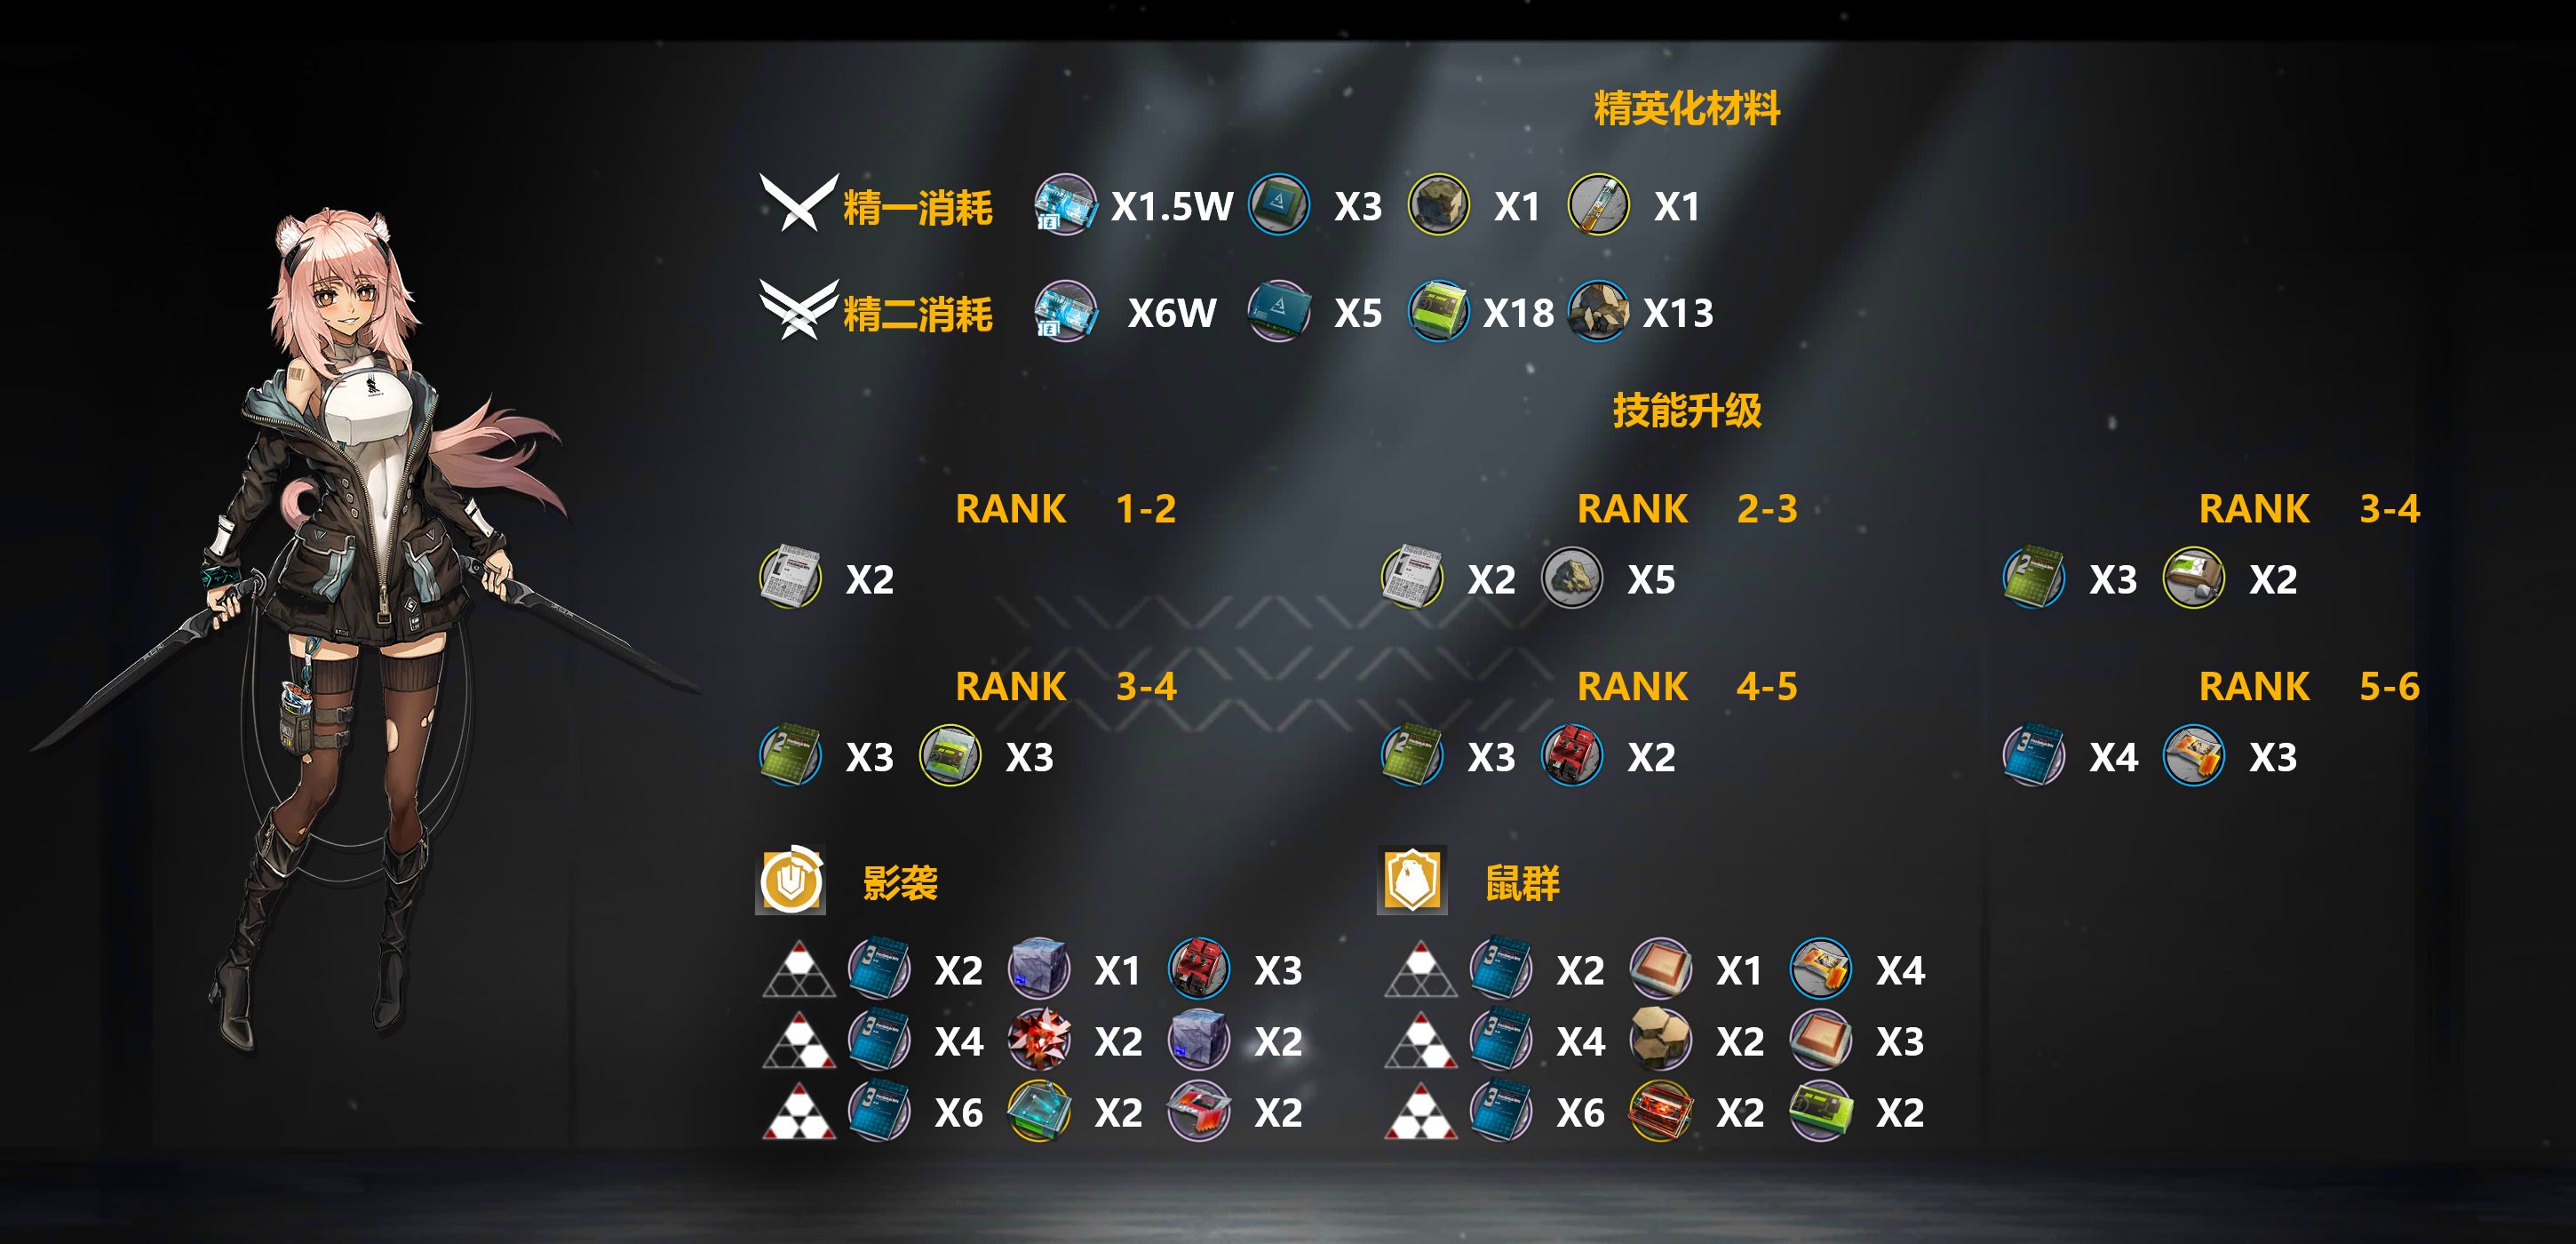 精英化材料
精一消耗 X1.5W X3 X1 X1
精二消耗 X6W X5 X18 X13
技能升级
RANK 1-2 RANK 2-3 RANK 3-4
X2 X2 X5 X3 X2
RANK 3-4 RANK 4-5 RANK 5-6
X3 X3 X3 X2 X4 X3
影袭 鼠群
X2 X1 X3 X2 X1 X4
X4 X2 X2 X4 X2 X3
X6 X2 X2 X6 X2 X2